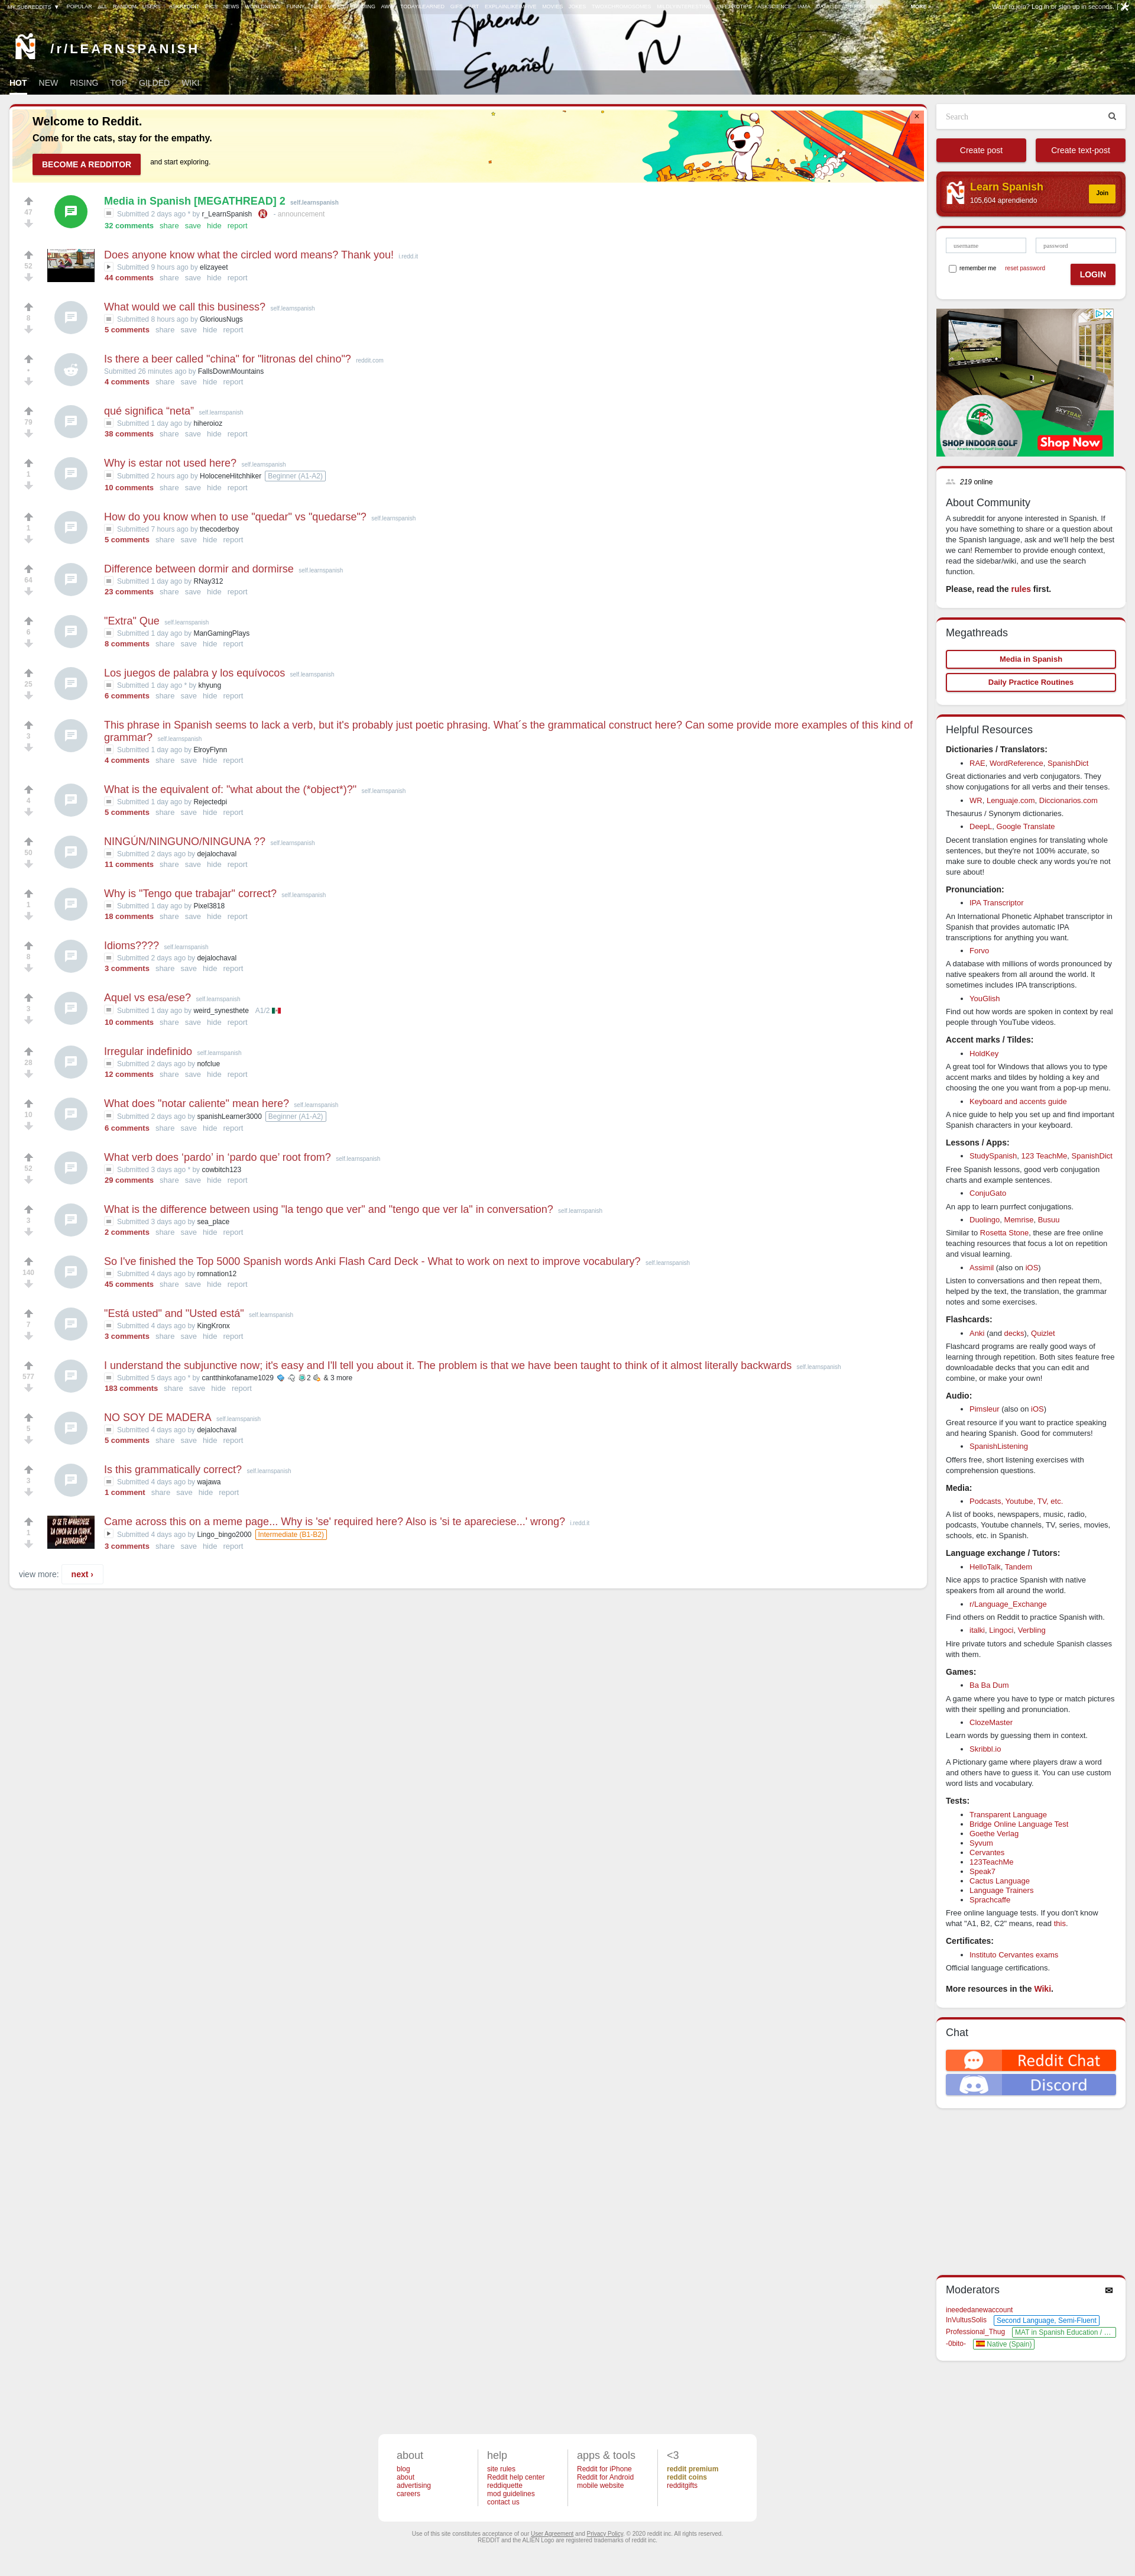 MY SUBREDDITS ▼ POPULAR
NEWS
FUNNY
MORE »
Want to join? Log in or sign up in seconds.
/r/LEARNSPANISH
Aprende
Español
Ñ
HOT NEW RISING TOP GILDED WIKI
Welcome to Reddit.
Come for the cats, stay for the empathy.
BECOME A REDDITOR and start exploring.
47
Media in Spanish [MEGATHREAD] 2 self.learnspanish
Submitted 2 days ago * by r_LearnSpanish - announcement
32 comments share save hide report
52
Does anyone know what the circled word means? Thank you! i.redd.it
Submitted 9 hours ago by elizayeet
44 comments share save hide report
8
What would we call this business? self.learnspanish
Submitted 8 hours ago by GloriousNugs
5 comments share save hide report
•
Is there a beer called "china" for "litronas del chino"? reddit.com
Submitted 26 minutes ago by FallsDownMountains
4 comments share save hide report
79
qué significa “neta” self.learnspanish
Submitted 1 day ago by hiheroioz
38 comments share save hide report
1
Why is estar not used here? self.learnspanish
Submitted 2 hours ago by HoloceneHitchhiker Beginner (A1-A2)
10 comments share save hide report
1
How do you know when to use "quedar" vs "quedarse"? self.learnspanish
Submitted 7 hours ago by thecoderboy
5 comments share save hide report
64
Difference between dormir and dormirse self.learnspanish
Submitted 1 day ago by RNay312
23 comments share save hide report
6
"Extra" Que self.learnspanish
Submitted 1 day ago by ManGamingPlays
8 comments share save hide report
25
Los juegos de palabra y los equívocos self.learnspanish
Submitted 1 day ago * by khyung
6 comments share save hide report
3
This phrase in Spanish seems to lack a verb, but it's probably just poetic phrasing. What´s the grammatical construct here? Can some provide more examples of this kind of
grammar? self.learnspanish
Submitted 1 day ago by ElroyFlynn
4 comments share save hide report
4
What is the equivalent of: "what about the (*object*)?" self.learnspanish
Submitted 1 day ago by Rejectedpi
5 comments share save hide report
50
NINGÚN/NINGUNO/NINGUNA ?? self.learnspanish
Submitted 2 days ago by dejalochaval
11 comments share save hide report
1
Why is "Tengo que trabajar" correct? self.learnspanish
Submitted 1 day ago by Pixel3818
18 comments share save hide report
8
Idioms???? self.learnspanish
Submitted 2 days ago by dejalochaval
3 comments share save hide report
3
Aquel vs esa/ese? self.learnspanish
Submitted 1 day ago by weird_synesthete A1/2
10 comments share save hide report
28
Irregular indefinido self.learnspanish
Submitted 2 days ago by nofclue
12 comments share save hide report
10
What does "notar caliente" mean here? self.learnspanish
Submitted 2 days ago by spanishLearner3000 Beginner (A1-A2)
6 comments share save hide report
52
What verb does ‘pardo’ in ‘pardo que’ root from? self.learnspanish
Submitted 3 days ago * by cowbitch123
29 comments share save hide report
3
What is the difference between using "la tengo que ver" and "tengo que ver la" in conversation? self.learnspanish
Submitted 3 days ago by sea_place
2 comments share save hide report
140
So I've finished the Top 5000 Spanish words Anki Flash Card Deck - What to work on next to improve vocabulary? self.learnspanish
Submitted 4 days ago by romnation12
45 comments share save hide report
7
"Está usted" and "Usted está" self.learnspanish
Submitted 4 days ago by KingKronx
3 comments share save hide report
577
I understand the subjunctive now; it's easy and I'll tell you about it. The problem is that we have been taught to think of it almost literally backwards self.learnspanish
Submitted 5 days ago * by cantthinkofaname1029 2 & 3 more
183 comments share save hide report
5
NO SOY DE MADERA self.learnspanish
Submitted 4 days ago by dejalochaval
5 comments share save hide report
3
Is this grammatically correct? self.learnspanish
Submitted 4 days ago by wajawa
1 comment share save hide report
1
SI SE TE APARECIESE
LA CHICA DE LA CURVA,
¿LA RECOGERÍAS?
Came across this on a meme page... Why is 'se' required here? Also is 'si te apareciese...' wrong? i.redd.it
Submitted 4 days ago by Lingo_bingo2000 Intermediate (B1-B2)
3 comments share save hide report
view more: next ›
Search
Create post Create text-post
Learn Spanish
105,604 aprendiendo
Join
username password
remember me reset password LOGIN
SKYTRAK
SHOP INDOOR GOLF
Shop Now
219 online
About Community
A subreddit for anyone interested in Spanish. If
you have something to share or a question about
the Spanish language, ask and we'll help the best
we can! Remember to provide enough context,
read the sidebar/wiki, and use the search
function.
Please, read the rules first.
Megathreads
Media in Spanish
Daily Practice Routines
Helpful Resources
Dictionaries / Translators:
• RAE, WordReference, SpanishDict
Great dictionaries and verb conjugators. They
show conjugations for all verbs and their tenses.
• WR, Lenguaje.com, Diccionarios.com
Thesaurus / Synonym dictionaries.
• DeepL, Google Translate
Decent translation engines for translating whole
sentences, but they're not 100% accurate, so
make sure to double check any words you're not
sure about!
Pronunciation:
• IPA Transcriptor
An International Phonetic Alphabet transcriptor in
Spanish that provides automatic IPA
transcriptions for anything you want.
• Forvo
A database with millions of words pronounced by
native speakers from all around the world. It
sometimes includes IPA transcriptions.
• YouGlish
Find out how words are spoken in context by real
people through YouTube videos.
Accent marks / Tildes:
• HoldKey
A great tool for Windows that allows you to type
accent marks and tildes by holding a key and
choosing the one you want from a pop-up menu.
• Keyboard and accents guide
A nice guide to help you set up and find important
Spanish characters in your keyboard.
Lessons / Apps:
• StudySpanish, 123 TeachMe, SpanishDict
Free Spanish lessons, good verb conjugation
charts and example sentences.
• ConjuGato
An app to learn purrfect conjugations.
• Duolingo, Memrise, Busuu
Similar to Rosetta Stone, these are free online
teaching resources that focus a lot on repetition
and visual learning.
• Assimil (also on iOS)
Listen to conversations and then repeat them,
helped by the text, translation, the grammar
notes and some exercises.
Flashcards:
• Anki (and decks), Quizlet
Flashcard programs are really good ways of
learning through repetition. Both sites feature free
downloadable decks that you can edit and
combine, or make your own!
Audio:
• Pimsleur (also on iOS)
Great resource if you want to practice speaking
and hearing Spanish. Good for commuters!
• SpanishListening
Offers free, short listening exercises with
comprehension questions.
Media:
• Podcasts, Youtube, TV, etc.
A list of books, newspapers, music, radio,
podcasts, Youtube channels, TV, series, movies,
schools, etc. in Spanish.
Language exchange / Tutors:
• HelloTalk, Tandem
Nice apps to practice Spanish with native
speakers from all around the world.
• r/Language_Exchange
Find others on Reddit to practice Spanish with.
• italki, Lingoci, Verbling
Hire private tutors and schedule Spanish classes
with them.
Games:
• Ba Ba Dum
A game where you have to type or match pictures
with their spelling and pronunciation.
• ClozeMaster
Learn words by guessing them in context.
• Skribbl.io
A Pictionary game where players draw a word
and others have to guess it. You can use custom
word lists and vocabulary.
Tests:
• Transparent Language
• Bridge Online Language Test
• Goethe Verlag
• Syvum
• Cervantes
• 123TeachMe
• Speak7
• Cactus Language
• Language Trainers
• Sprachcaffe
Free online language tests. If you don't know
what "A1, B2, C2" means, read this.
Certificates:
• Instituto Cervantes exams
Official language certifications.
More resources in the Wiki.
Chat
Reddit Chat
Discord
Moderators
ineededanewaccount
InVultusSolis Second Language, Semi-Fluent
Professional_Thug MAT in Spanish Education / ...
-0bito- Native (Spain)
about
blog
about
advertising
careers
help
site rules
Reddit help center
reddiquette
mod guidelines
contact us
apps & tools
Reddit for iPhone
Reddit for Android
mobile website
<3
reddit premium
reddit coins
redditgifts
Use of this site constitutes acceptance of our User Agreement and Privacy Policy. © 2020 reddit inc. All rights reserved.
REDDIT and the ALIEN Logo are registered trademarks of reddit inc.